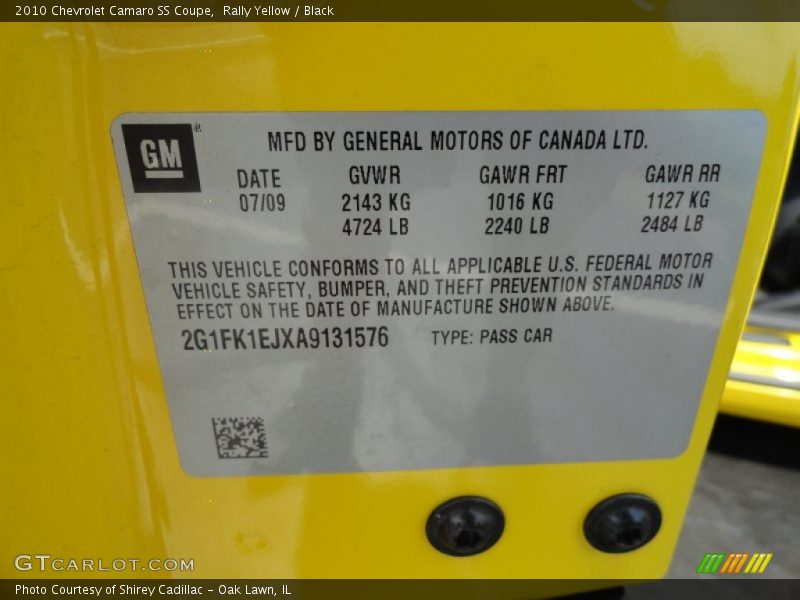 2010 Chevrolet Camaro SS Coupe,  Rally Yellow / Black
GM®
MFD BY GENERAL MOTORS OF CANADA LTD.
DATE GVWR GAWR FRT GAWR RR
07/09 2143 KG 1016 KG 1127 KG
4724 LB 2240 LB 2484 LB
THIS VEHICLE CONFORMS TO ALL APPLICABLE U.S. FEDERAL MOTOR
VEHICLE SAFETY, BUMPER, AND THEFT PREVENTION STANDARDS IN
EFFECT ON THE DATE OF MANUFACTURE SHOWN ABOVE.
2G1FK1EJXA9131576 TYPE: PASS CAR
GTCARLOT.COM
Photo Courtesy of Shirey Cadillac - Oak Lawn, IL